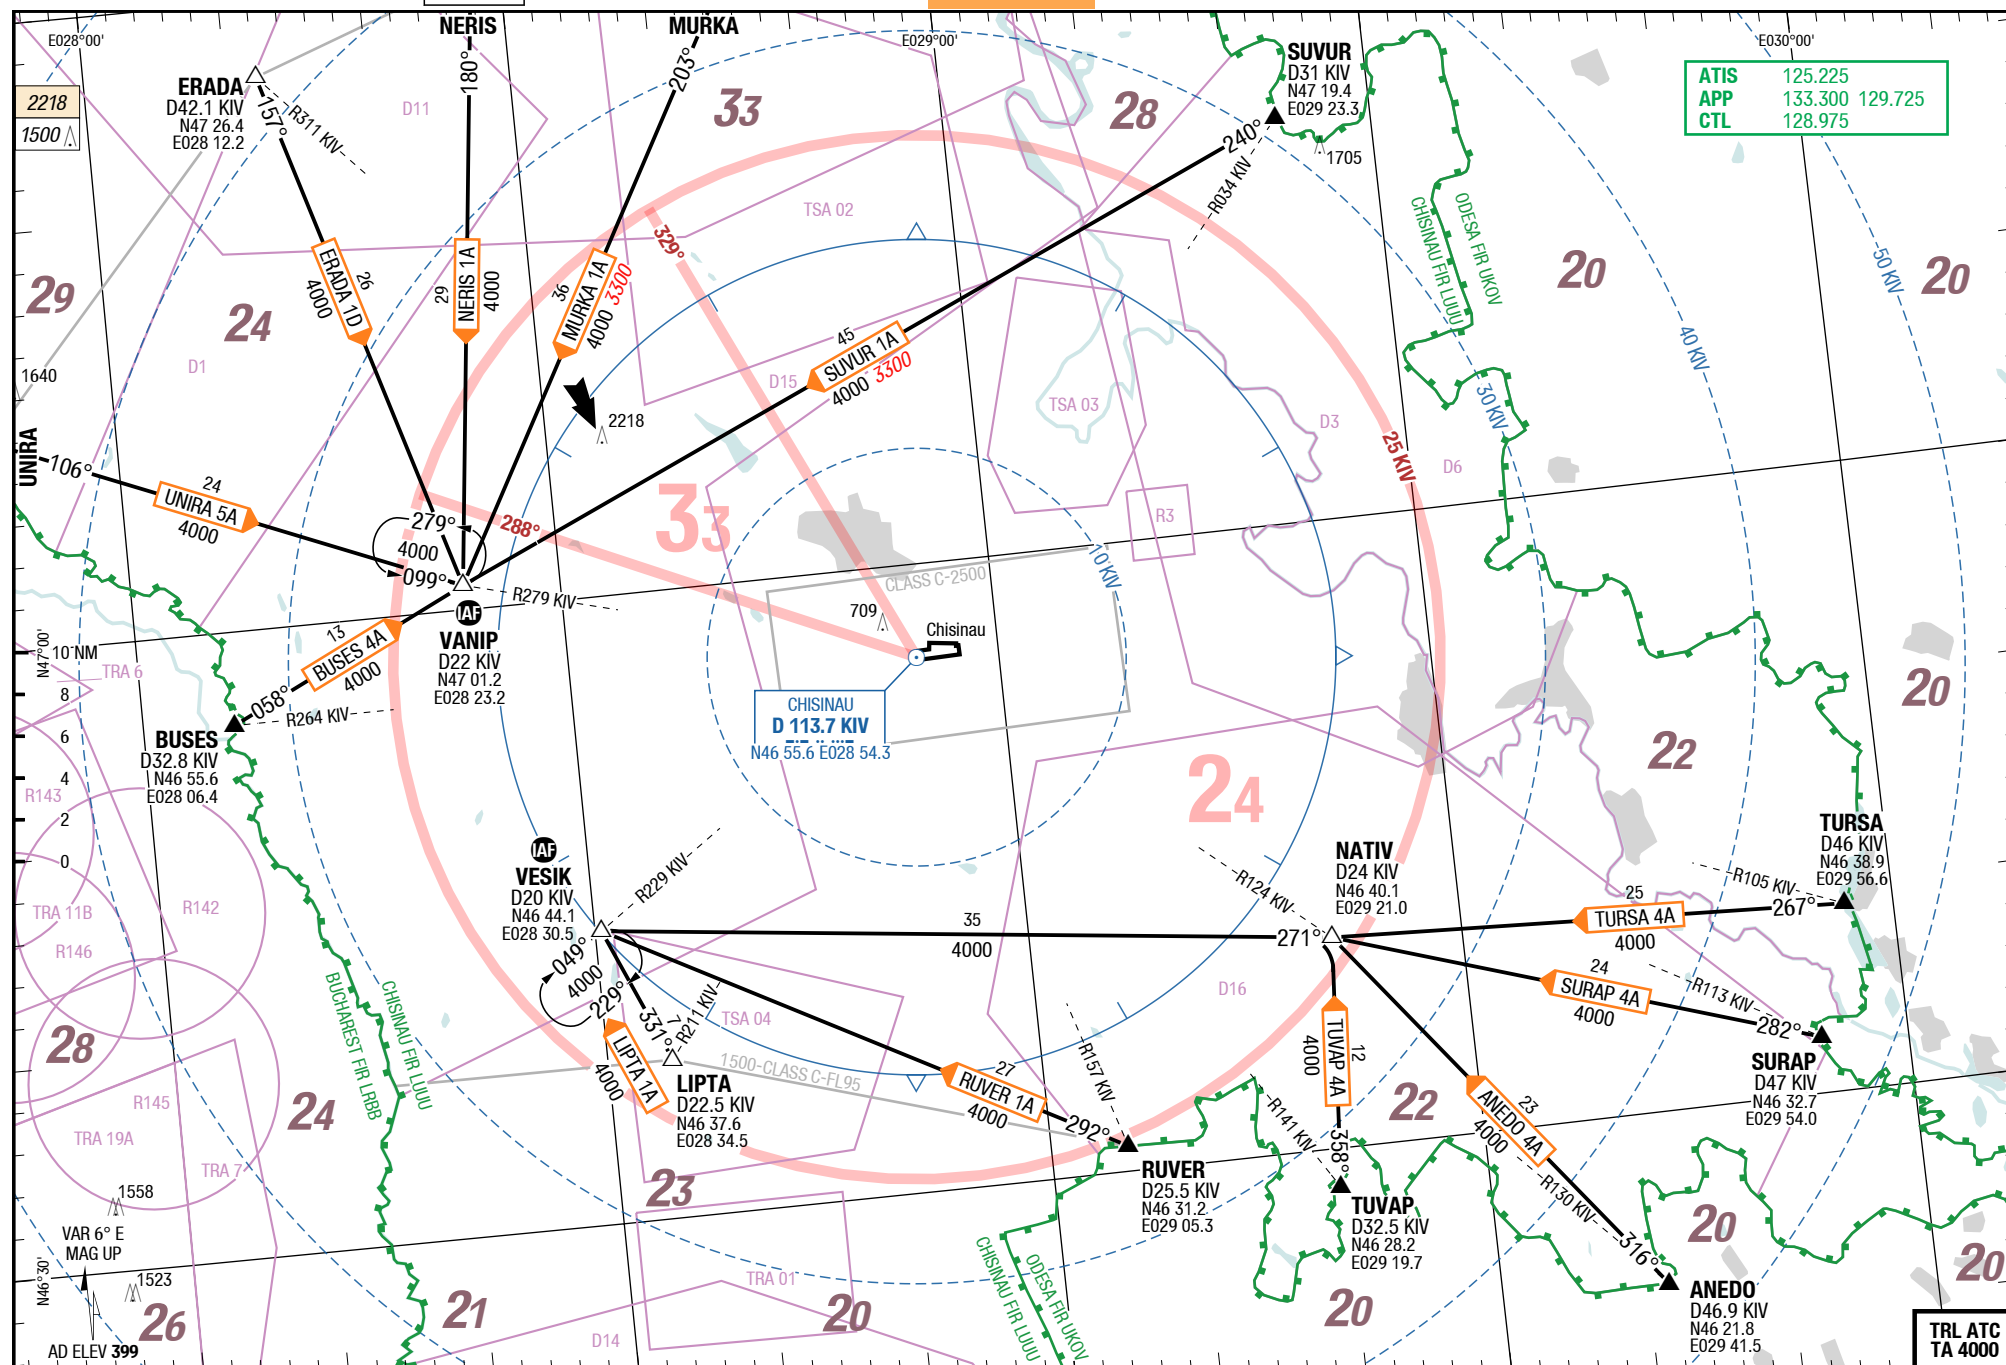 NERIS
MURKA
E028°00'
E029°00'
E030°00'
2218
1500
ERADA
D42.1 KIV
N47 26.4
E028 12.2
157°
R311 KIV
D11
180°
203°
33
28
SUVUR
D31 KIV
N47 19.4
E029 23.3
240°
R034 KIV
1705
ATIS 125.225
APP 133.300 129.725
CTL 128.975
TSA 02
329°
CHISINAU FIR LUUU
ODESA FIR UKOV
20
20
50 KIV
40 KIV
30 KIV
29
24
D1
26
ERADA 1D
4000
29
NERIS 1A
4000
36
MURKA 1A
4000 3300
45
SUVUR 1A
4000 3300
D15
TSA 03
D3
D6
25 KIV
1640
2218
UNIRA
106°
24
UNIRA 5A
4000
279°
4000
099°
288°
33
R3
10 KIV
CLASS C-2500
R279 KIV
IAF
VANIP
D22 KIV
N47 01.2
E028 23.2
709
Chisinau
13
BUSES 4A
4000
058°
R264 KIV
BUSES
D32.8 KIV
N46 55.6
E028 06.4
N47°00'
10 NM
8
6
4
2
0
TRA 6
R143
CHISINAU
D 113.7 KIV
N46 55.6 E028 54.3
24
22
20
TURSA
D46 KIV
N46 38.9
E029 56.6
R105 KIV
267°
25
TURSA 4A
4000
NATIV
D24 KIV
N46 40.1
E029 21.0
R124 KIV
271°
35
4000
IAF
VESIK
D20 KIV
N46 44.1
E028 30.5
R229 KIV
049°
4000
229°
331°
7
R211 KIV
LIPTA 1A
4000
LIPTA
D22.5 KIV
N46 37.6
E028 34.5
TSA 04
1500-CLASS C-FL95
27
RUVER 1A
4000
292°
R157 KIV
RUVER
D25.5 KIV
N46 31.2
E029 05.3
D16
12
TUVAP 4A
4000
358°
R141 KIV
TUVAP
D32.5 KIV
N46 28.2
E029 19.7
22
23
ANEDO 4A
4000
R130 KIV
316°
ANEDO
D46.9 KIV
N46 21.8
E029 41.5
24
SURAP 4A
4000
R113 KIV
282°
SURAP
D47 KIV
N46 32.7
E029 54.0
20
20
20
TRA 11B
R142
R146
BUCHAREST FIR LRBB
CHISINAU FIR LUUU
28
24
R145
TRA 19A
TRA 7
1558
VAR 6° E
MAG UP
1523
N46°30'
26
AD ELEV 399
21
23
TRA 01
20
D14
CHISINAU FIR LUUU
ODESA FIR UKOV
TRL ATC
TA 4000